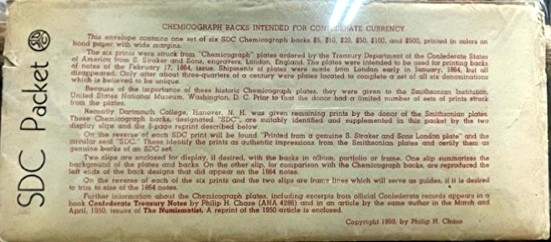 SDC Packet
CHEMICOGRAPH BACKS INTENDED FOR CONFEDERATE CURRENCY
This envelope contains one set of six SDC Chemicograph backs $5, $10, $20, $50, $100, and $500, printed in colors on
bond paper with wide margins.
The six prints were struck from "Chemicograph" plates ordered by the Treasury Department of the Confederate States
of America from S. Straker and Sons, engravers, London, England. The plates were intended to be used for printing backs
of notes of the February 17, 1864, issue. Shipments of plates were made from London early in January, 1864, but all
disappeared. Only after about three-quarters of a century were plates located to complete a set of all six denominations
which is believed to be unique.
Because of the importance of these historic Chemicograph plates, they were given to the Smithsonian Institution,
United States National Museum, Washington, D. C. Prior to that the donor had a limited number of sets of prints struck
from the plates.
Recently Dartmouth College, Hanover, N. H. was given remaining prints by the donor of the Smithsonian plates.
These Chemicograph backs, designated "SDC", are suitably identified and supplemented in this packet by the two
display slips and the 8-page reprint described below.
On the reverse of each SDC print will be found "Printed from a genuine S. Straker and Sons London plate" and the
circular seal "SDC." These identify the prints as authentic impressions from the Smithsonian plates and certify them as
genuine backs of an SDC set.
Two slips are enclosed for display, if desired, with the backs in album, portfolio or frame. One slip summarizes the
background of the plates and backs. On the other slip, for comparison with the Chemicograph backs, are reproduced the
left ends of the back designs that did appear on the 1864 notes.
On the reverse of each of the six prints and the two slips are frame lines which will serve as guides, if it is desired
to trim to size of the 1864 notes.
Further information about the Chemicograph plates, including excerpts from official Confederate records appears in a
book Confederate Treasury Notes by Philip H. Chase (ANA 4286) and in an article by the same author in the March and
April, 1950, issues of The Numismatist. A reprint of the 1950 article is enclosed.
Copyright by Philip H. Chase